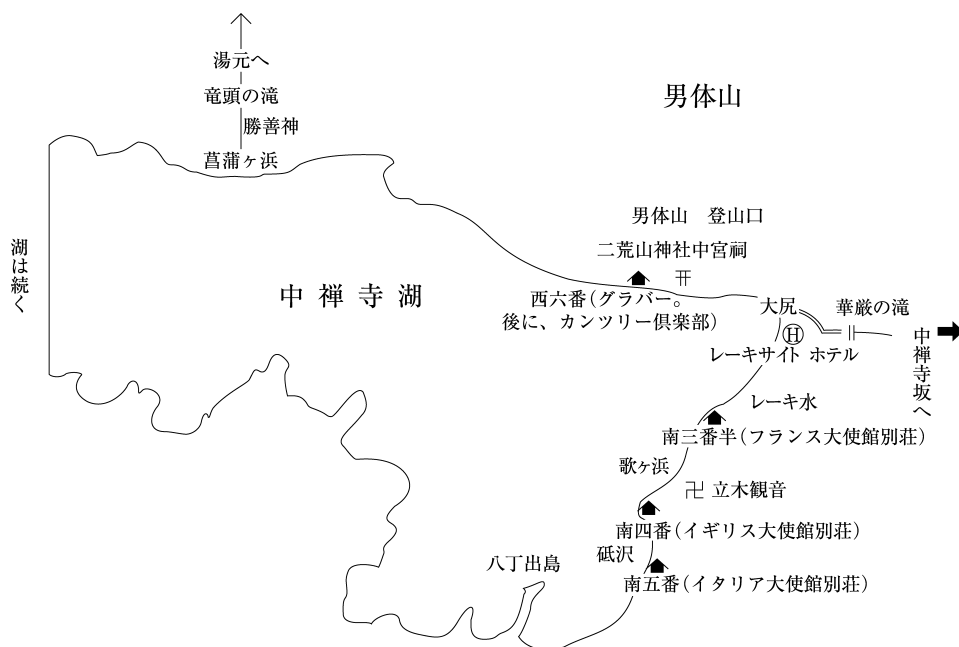 湯元へ
竜頭の滝
勝善神
菖蒲ヶ浜
男体山
湖は続く
中禅寺湖
男体山 登山口
二荒山神社中宮祠
西六番(グラバー。
後に、カンツリー倶楽部)
大尻
華厳の滝
中禅寺坂へ
H
レーキサイト ホテル
レーキ水
南三番半(フランス大使館別荘)
歌ヶ浜
卍 立木観音
南四番(イギリス大使館別荘)
砥沢
八丁出島
南五番(イタリア大使館別荘)